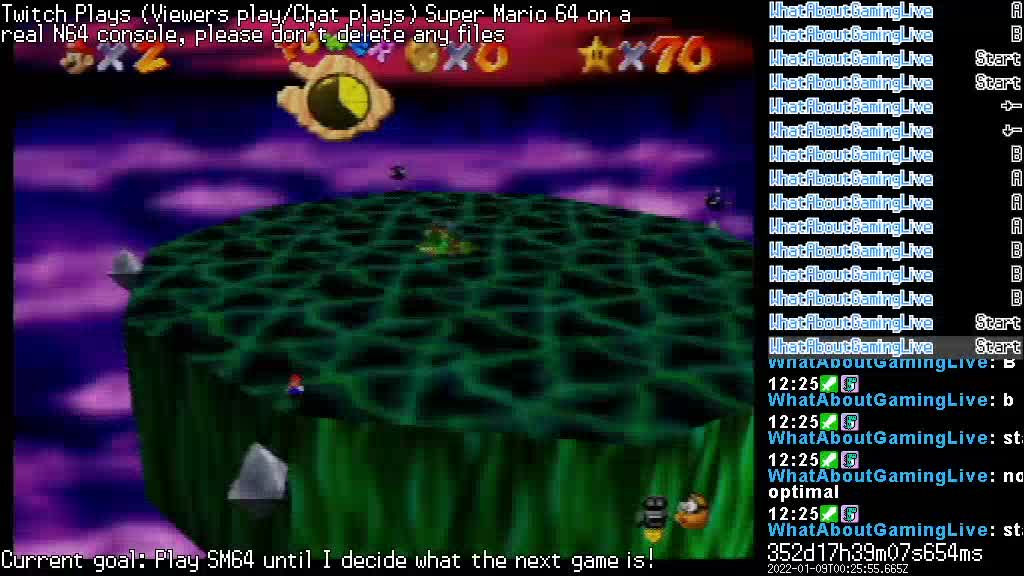 Twitch Plays (Viewers play/Chat plays) Super Mario 64 on a
real N64 console, please don't delete any files
×2
×0
×70
WhatAboutGamingLive A
WhatAboutGamingLive B
WhatAboutGamingLive Start
WhatAboutGamingLive Start
WhatAboutGamingLive
WhatAboutGamingLive
WhatAboutGamingLive B
WhatAboutGamingLive A
WhatAboutGamingLive A
WhatAboutGamingLive A
WhatAboutGamingLive B
WhatAboutGamingLive B
WhatAboutGamingLive B
WhatAboutGamingLive Start
WhatAboutGamingLive Start
WhatAboutGamingLive: B
12:25
WhatAboutGamingLive: b
12:25
WhatAboutGamingLive: st
12:25
WhatAboutGamingLive: no
optimal
12:25
WhatAboutGamingLive: st
Current goal: Play SM64 until I decide what the next game is!
352d17h39m07s654ms
2022-01-09T00:25:55.665Z